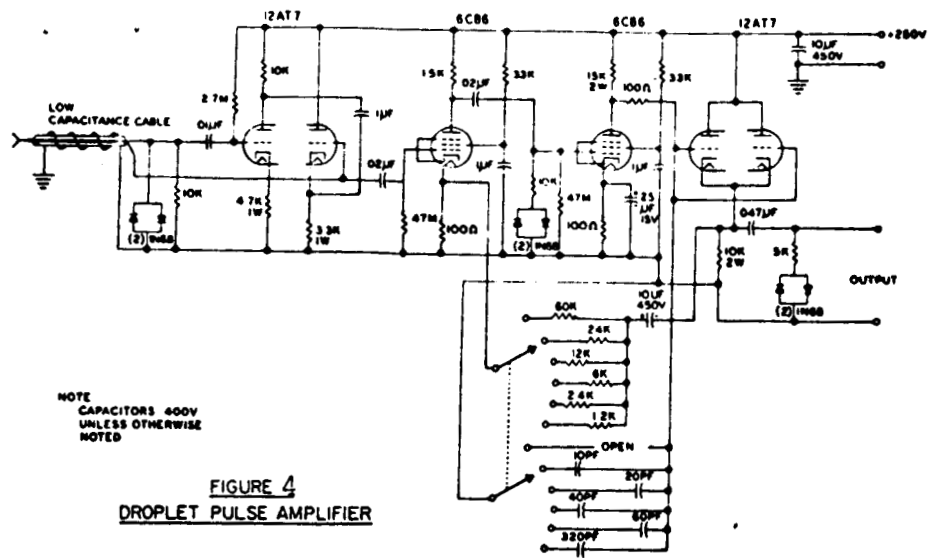 12AT7
6CB6
6CB6
12AT7
+250V
10µF
450V
10K
15K
33K
15K
2W
100Ω
33K
2.7M
.02µF
LOW
CAPACITANCE CABLE
.01µF
.1µF
.02µF
.1µF
10K
.1µF
10K
4.7K
1W
.47M
.47M
25
µF
15V
.047µF
(2) 1N68
3.3K
1W
100Ω
(2) 1N68
100Ω
10K
2W
5K
OUTPUT
(2) 1N68
10UF
450V
60K
24K
12K
6K
2.4K
1.2K
OPEN
10PF
20PF
40PF
60PF
320PF
NOTE
CAPACITORS 400V
UNLESS OTHERWISE
NOTED
FIGURE 4
DROPLET PULSE AMPLIFIER